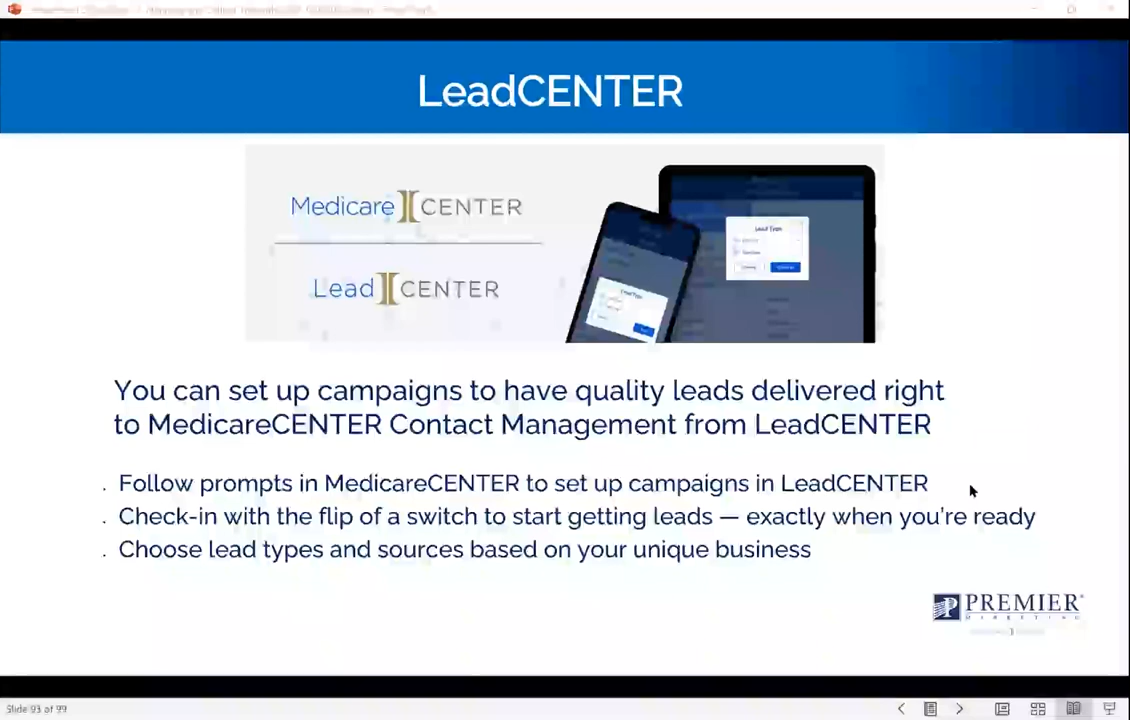 LeadCENTER
Medicare CENTER
Lead CENTER
Lead Type
You can set up campaigns to have quality leads delivered right
to MedicareCENTER Contact Management from LeadCENTER
. Follow prompts in MedicareCENTER to set up campaigns in LeadCENTER
. Check-in with the flip of a switch to start getting leads — exactly when you're ready
. Choose lead types and sources based on your unique business
PREMIER®
MARKETING
Slide 93 of 99